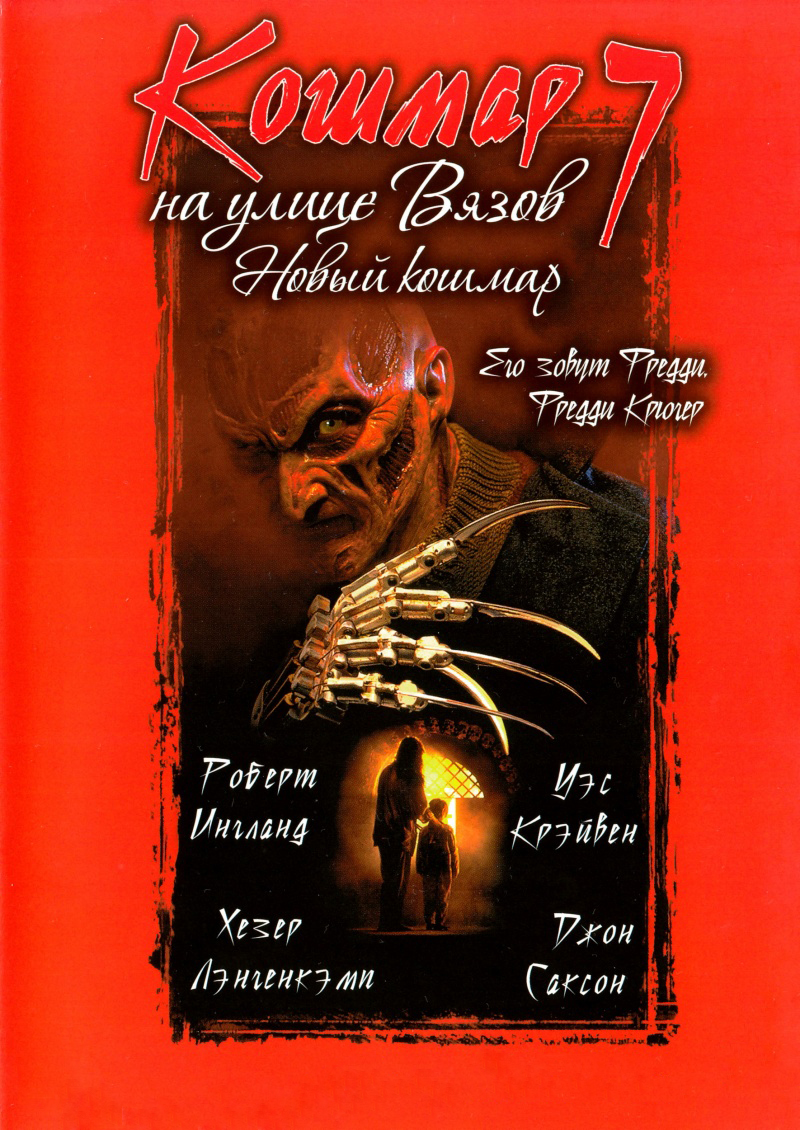 Кошмар 7
на улице Вязов
Новый кошмар
Его зовут Фредди.
Фредди Крюгер
Роберт
Ингланд
Уэс
Крэйвен
Хезер
Лэнгенкэмп
Джон
Саксон